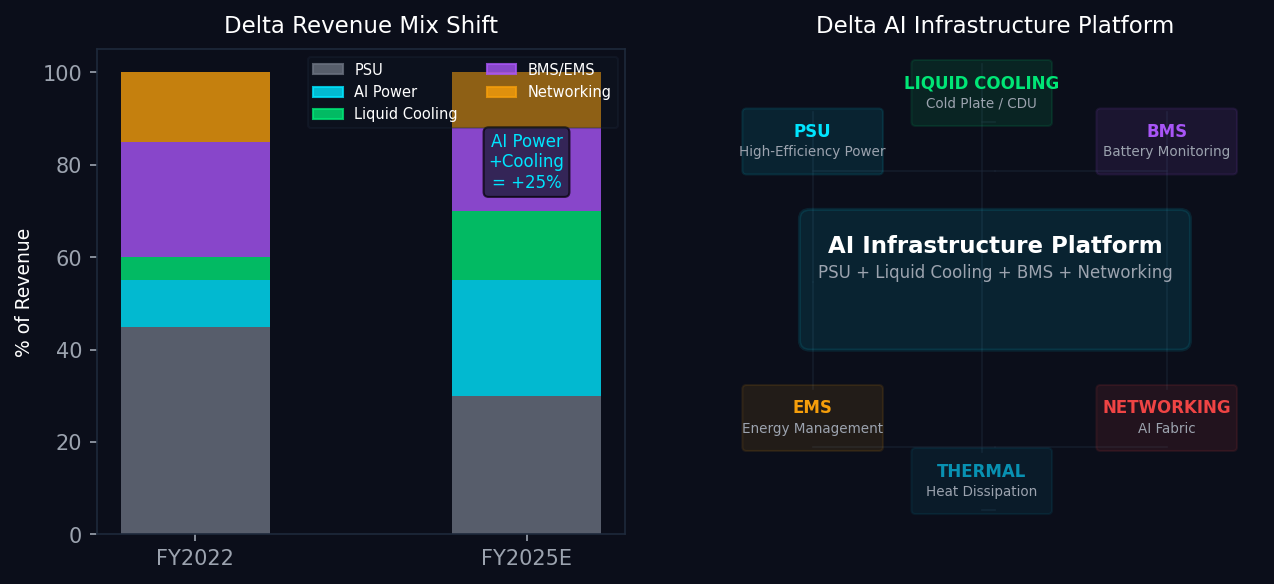 Delta Revenue Mix Shift
% of Revenue
100
80
60
40
20
0
FY2022
FY2025E
PSU
AI Power
Liquid Cooling
BMS/EMS
Networking
AI Power
+Cooling
= +25%
Delta AI Infrastructure Platform
LIQUID COOLING
Cold Plate / CDU
PSU
High-Efficiency Power
BMS
Battery Monitoring
AI Infrastructure Platform
PSU + Liquid Cooling + BMS + Networking
EMS
Energy Management
NETWORKING
AI Fabric
THERMAL
Heat Dissipation